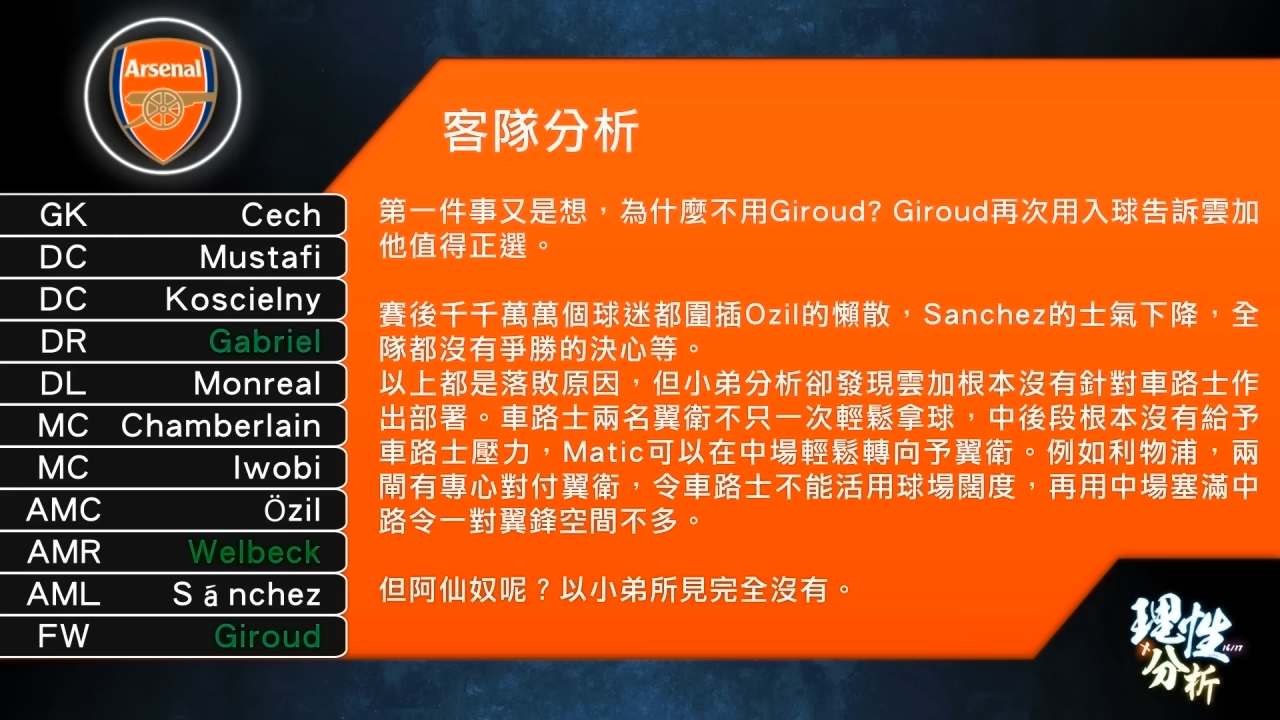 Arsenal
客隊分析
GK Cech
DC Mustafi
DC Koscielny
DR Gabriel
DL Monreal
MC Chamberlain
MC Iwobi
AMC Özil
AMR Welbeck
AML S á nchez
FW Giroud
第一件事又是想，為什麼不用Giroud? Giroud再次用入球告訴雲加
他值得正選。
賽後千千萬萬個球迷都圍插Ozil的懶散，Sanchez的士氣下降，全
隊都沒有爭勝的決心等。
以上都是落敗原因，但小弟分析卻發現雲加根本沒有針對車路士作
出部署。車路士兩名翼衛不只一次輕鬆拿球，中後段根本沒有給予
車路士壓力，Matic可以在中場輕鬆轉向予翼衛。例如利物浦，兩
閘有專心對付翼衛，令車路士不能活用球場闊度，再用中場塞滿中
路令一對翼鋒空間不多。
但阿仙奴呢？以小弟所見完全沒有。
理性
16/17
分析